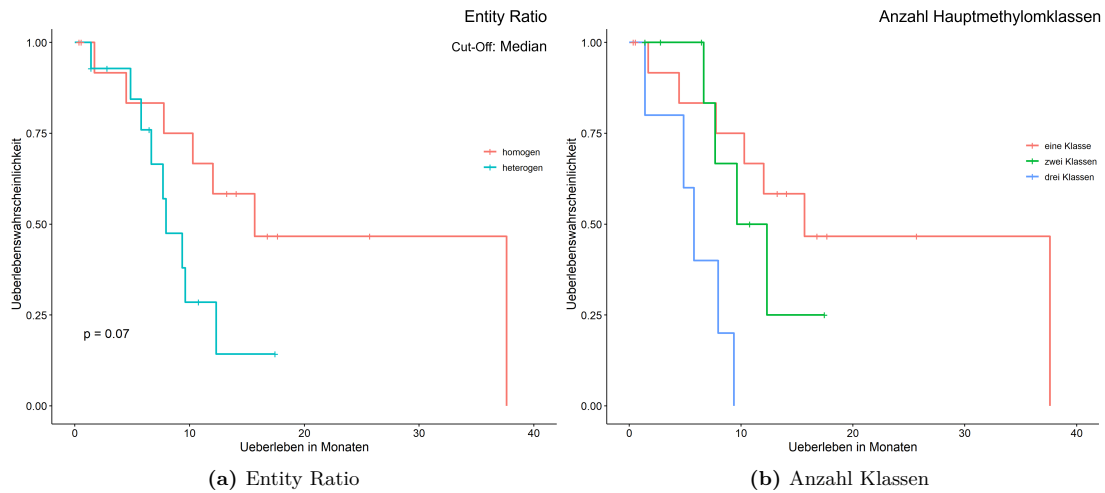 Entity Ratio
Cut-Off: Median
Ueberlebenswahrscheinlichkeit
1.00
0.75
0.50
0.25
0.00
homogen
heterogen
p = 0.07
0 10 20 30 40
Ueberleben in Monaten
(a) Entity Ratio
Anzahl Hauptmethylomklassen
Ueberlebenswahrscheinlichkeit
1.00
0.75
0.50
0.25
0.00
eine Klasse
zwei Klassen
drei Klassen
0 10 20 30 40
Ueberleben in Monaten
(b) Anzahl Klassen